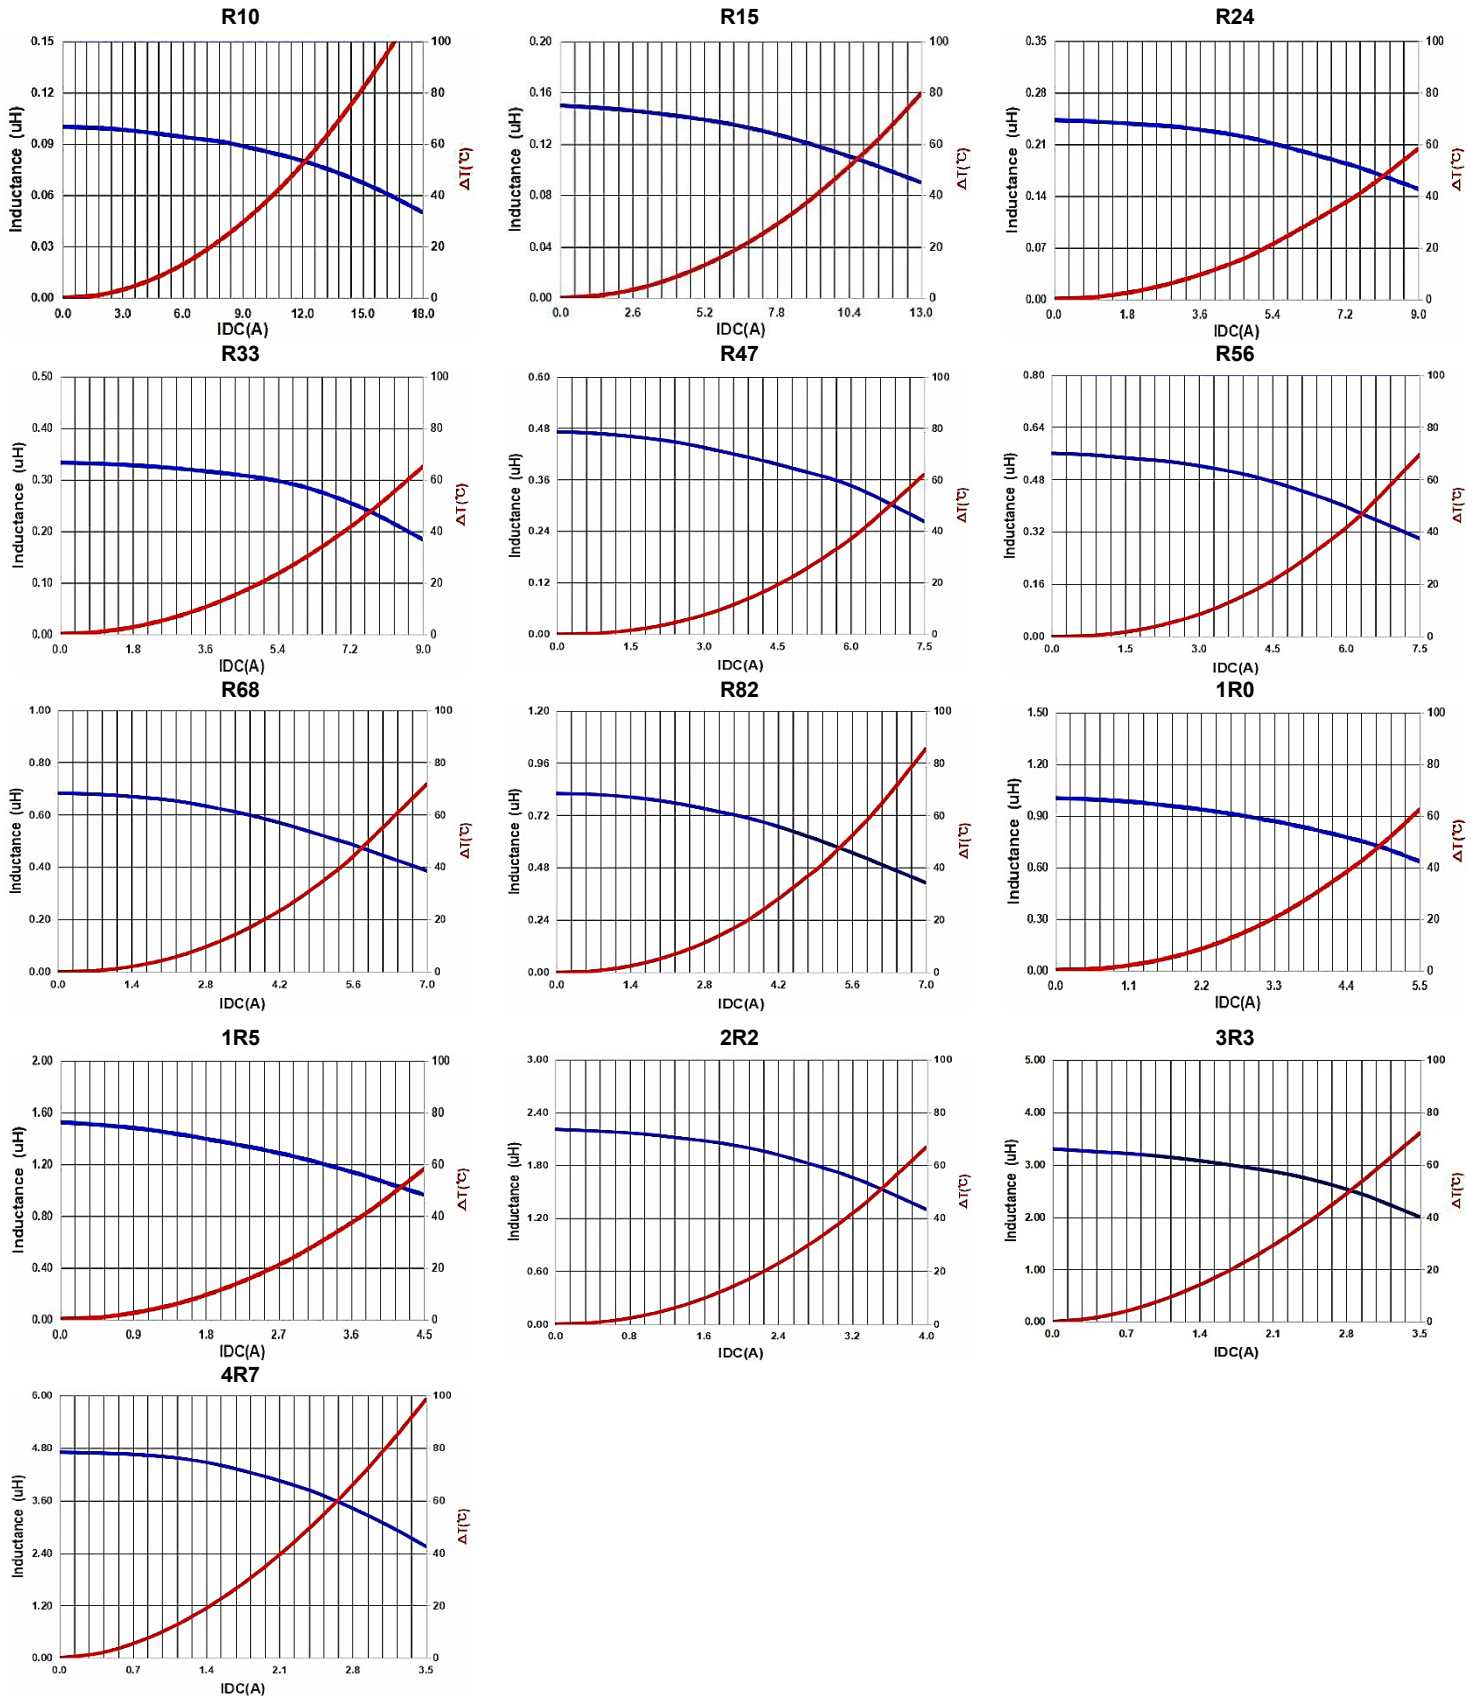 R10
0.15
0.12
0.09
0.06
0.03
0.00
Inductance (uH)
100
80
60
40
20
0
ΔT(℃)
0.0 3.0 6.0 9.0 12.0 15.0 18.0
IDC(A)
R15
0.20
0.16
0.12
0.08
0.04
0.00
Inductance (uH)
100
80
60
40
20
0
ΔT(℃)
0.0 2.6 5.2 7.8 10.4 13.0
IDC(A)
R24
0.35
0.28
0.21
0.14
0.07
0.00
Inductance (uH)
100
80
60
40
20
0
ΔT(℃)
0.0 1.8 3.6 5.4 7.2 9.0
IDC(A)
R33
0.50
0.40
0.30
0.20
0.10
0.00
Inductance (uH)
100
80
60
40
20
0
ΔT(℃)
0.0 1.8 3.6 5.4 7.2 9.0
IDC(A)
R47
0.60
0.48
0.36
0.24
0.12
0.00
Inductance (uH)
100
80
60
40
20
0
ΔT(℃)
0.0 1.5 3.0 4.5 6.0 7.5
IDC(A)
R56
0.80
0.64
0.48
0.32
0.16
0.00
Inductance (uH)
100
80
60
40
20
0
ΔT(℃)
0.0 1.5 3.0 4.5 6.0 7.5
IDC(A)
R68
1.00
0.80
0.60
0.40
0.20
0.00
Inductance (uH)
100
80
60
40
20
0
ΔT(℃)
0.0 1.4 2.8 4.2 5.6 7.0
IDC(A)
R82
1.20
0.96
0.72
0.48
0.24
0.00
Inductance (uH)
100
80
60
40
20
0
ΔT(℃)
0.0 1.4 2.8 4.2 5.6 7.0
IDC(A)
1R0
1.50
1.20
0.90
0.60
0.30
0.00
Inductance (uH)
100
80
60
40
20
0
ΔT(℃)
0.0 1.1 2.2 3.3 4.4 5.5
IDC(A)
1R5
2.00
1.60
1.20
0.80
0.40
0.00
Inductance (uH)
100
80
60
40
20
0
ΔT(℃)
0.0 0.9 1.8 2.7 3.6 4.5
IDC(A)
2R2
3.00
2.40
1.80
1.20
0.60
0.00
Inductance (uH)
100
80
60
40
20
0
ΔT(℃)
0.0 0.8 1.6 2.4 3.2 4.0
IDC(A)
3R3
5.00
4.00
3.00
2.00
1.00
0.00
Inductance (uH)
100
80
60
40
20
0
ΔT(℃)
0.0 0.7 1.4 2.1 2.8 3.5
IDC(A)
4R7
6.00
4.80
3.60
2.40
1.20
0.00
Inductance (uH)
100
80
60
40
20
0
ΔT(℃)
0.0 0.7 1.4 2.1 2.8 3.5
IDC(A)